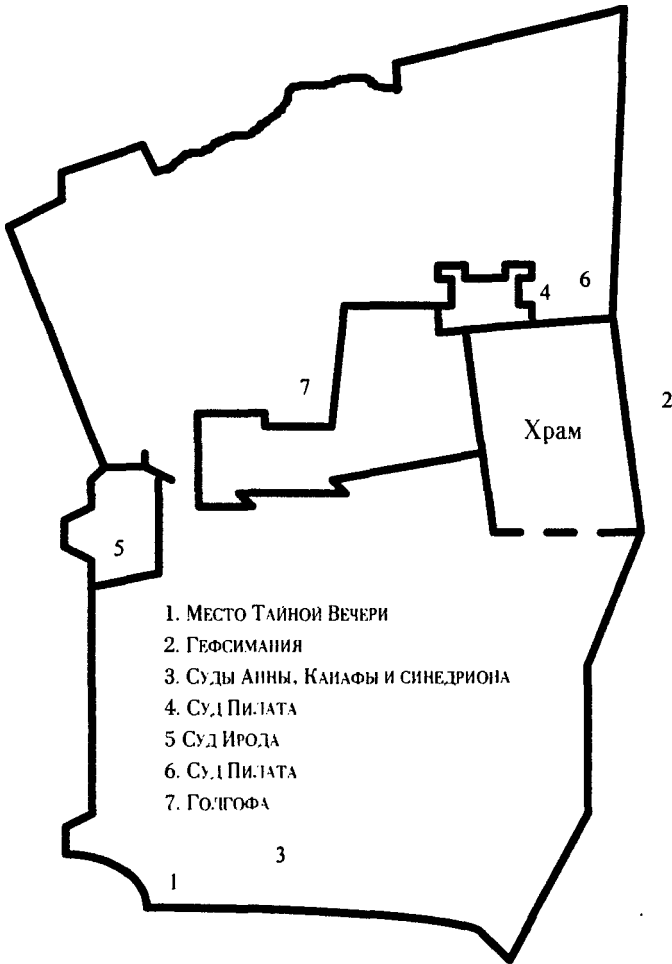 4
6
7
2
Храм
5
1. Место Тайной Вечери
2. Гефсимания
3. Суды Анны, Каиафы и синедриона
4. Суд Пилата
5 Суд Ирода
6. Суд Пилата
7. Голгофа
3
1